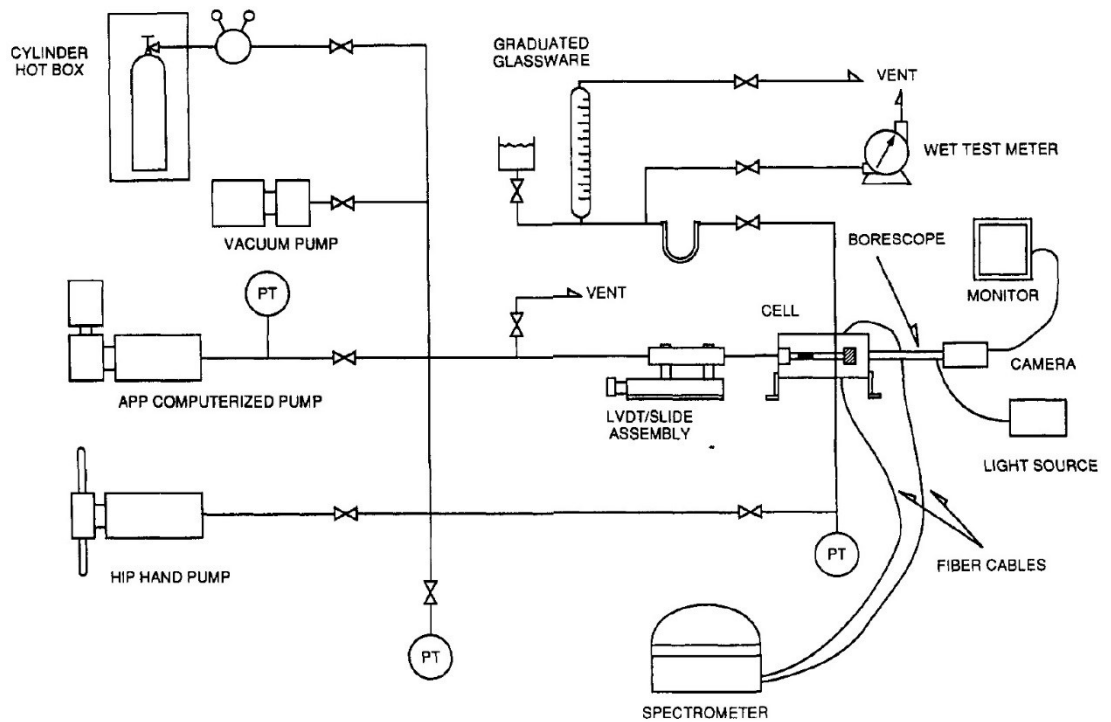 CYLINDER
HOT BOX
GRADUATED
GLASSWARE
VENT
WET TEST METER
VACUUM PUMP
BORESCOPE
MONITOR
PT
VENT
CELL
CAMERA
APP COMPUTERIZED PUMP
LVDT/SLIDE
ASSEMBLY
LIGHT SOURCE
HIP HAND PUMP
PT
FIBER CABLES
PT
SPECTROMETER